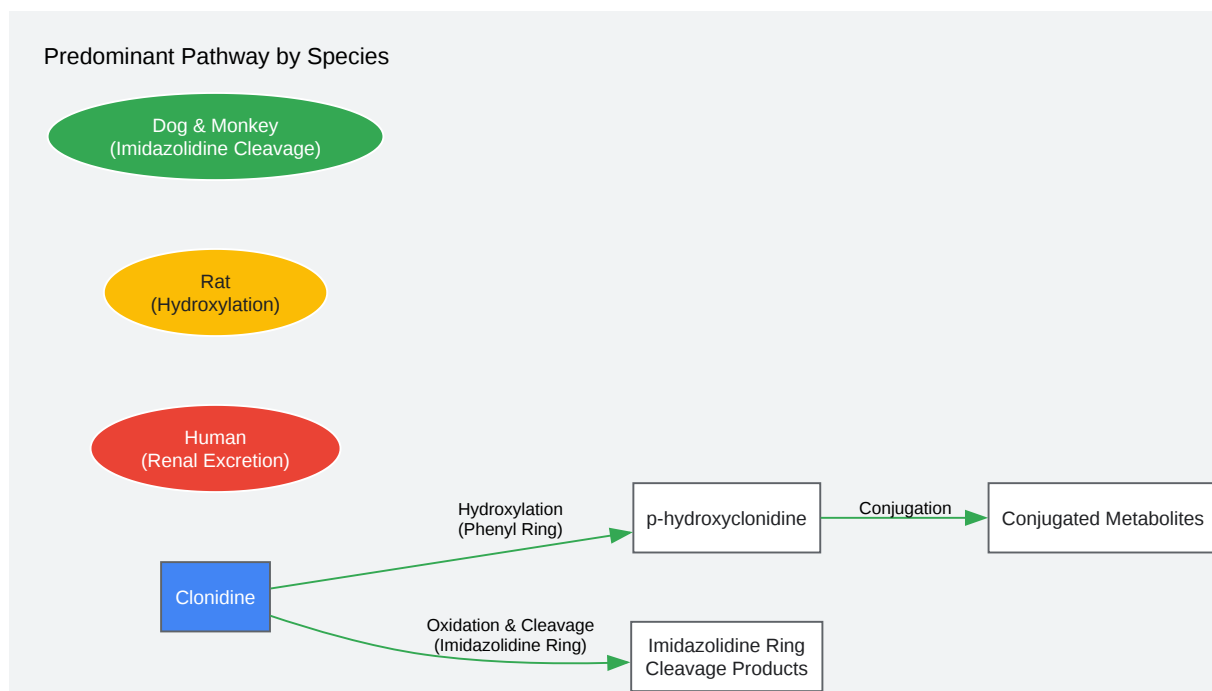 Predominant Pathway by Species
Dog & Monkey
(Imidazolidine Cleavage)
Rat
(Hydroxylation)
Human
(Renal Excretion)
Hydroxylation
(Phenyl Ring)
p-hydroxyclonidine
Conjugation
Conjugated Metabolites
Clonidine
Oxidation & Cleavage
(Imidazolidine Ring)
Imidazolidine Ring
Cleavage Products